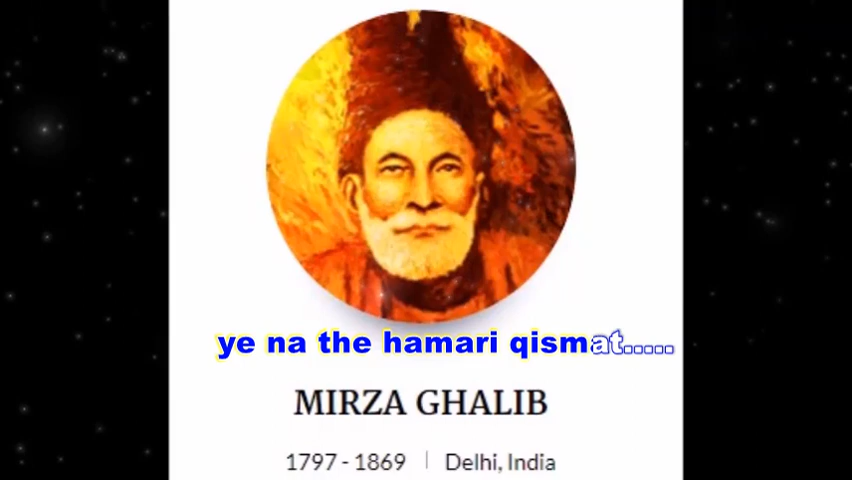 ye na the hamari qismat.....
MIRZA GHALIB
1797 - 1869 | Delhi, India